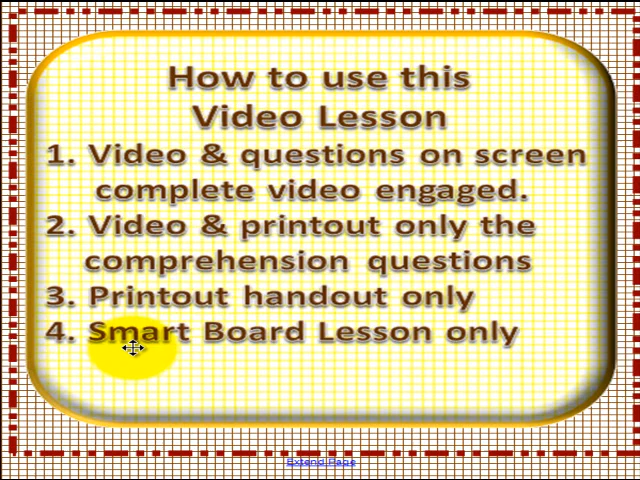 How to use this
Video Lesson
1. Video & questions on screen
complete video engaged.
2. Video & printout only the
comprehension questions
3. Printout handout only
4. Smart Board Lesson only
Extend Page